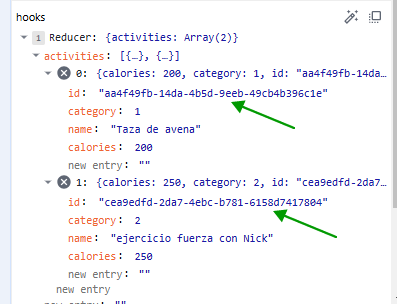 hooks
1 Reducer: {activities: Array(2)}
activities: [{…}, {…}]
0: {calories: 200, category: 1, id: "aa4f49fb-14da…
id: "aa4f49fb-14da-4b5d-9eeb-49cb4b396c1e"
category: 1
name: "Taza de avena"
calories: 200
new entry: ""
1: {calories: 250, category: 2, id: "cea9edfd-2da7…
id: "cea9edfd-2da7-4ebc-b781-6158d7417804"
category: 2
name: "ejercicio fuerza con Nick"
calories: 250
new entry: ""
new entry
new entry: ""